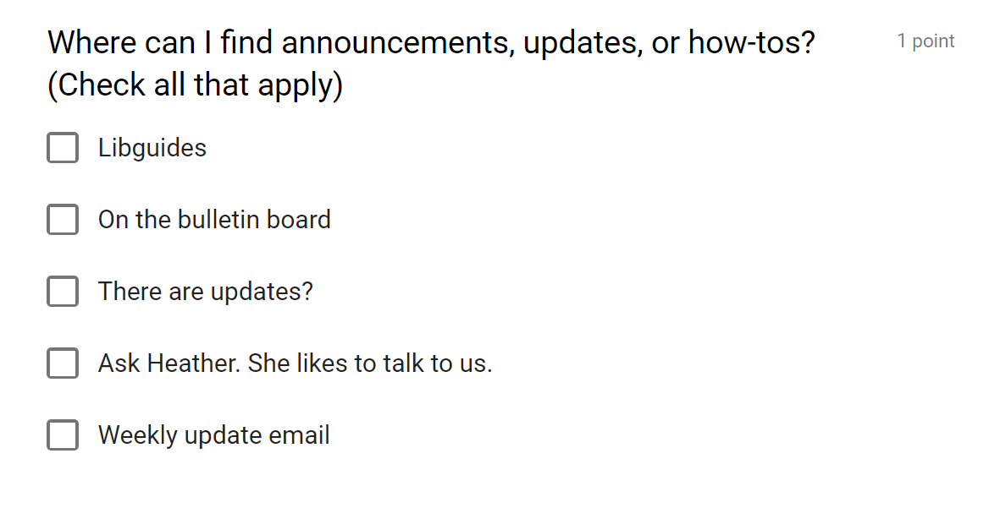 Where can I find announcements, updates, or how-tos?
(Check all that apply)
1 point
Libguides
On the bulletin board
There are updates?
Ask Heather. She likes to talk to us.
Weekly update email